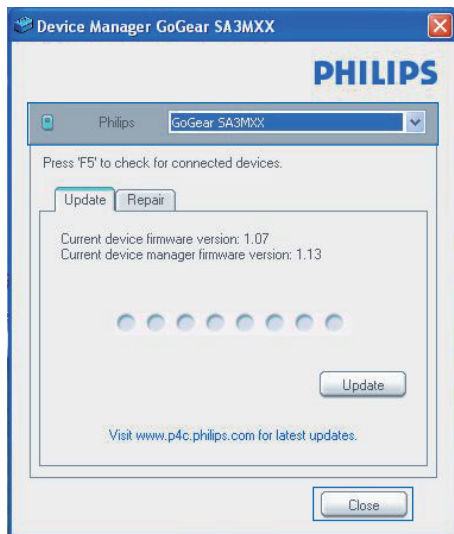 Device Manager GoGear SA3MXX
PHILIPS
Philips GoGear SA3MXX
Press 'F5' to check for connected devices.
Update Repair
Current device firmware version: 1.07
Current device manager firmware version: 1.13
Update
Visit www.p4c.philips.com for latest updates.
Close